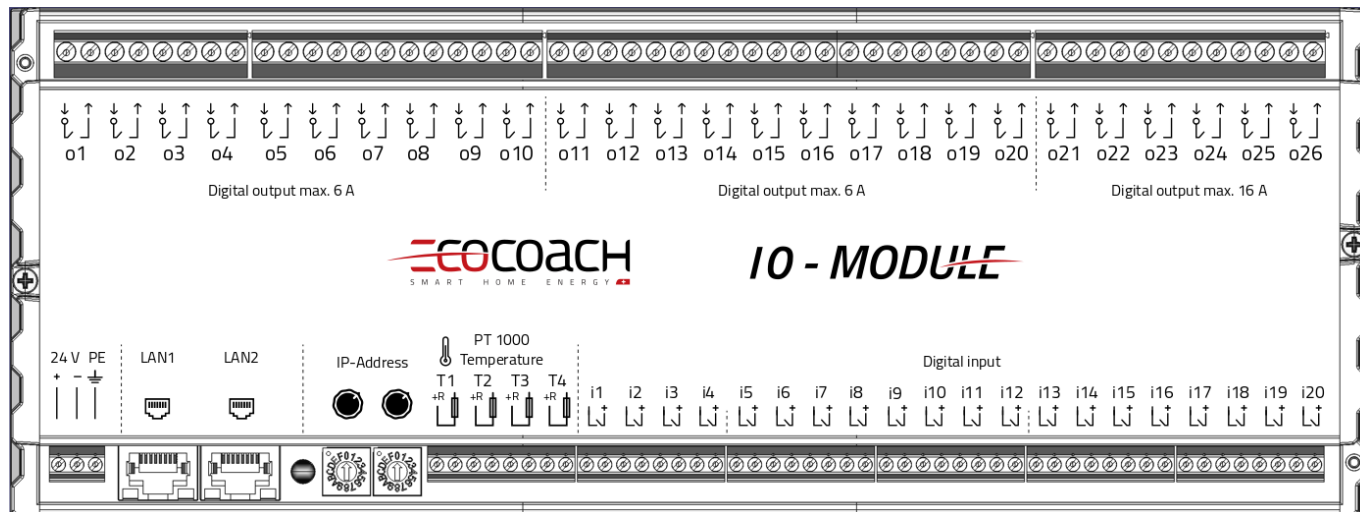 o1 o2 o3 o4 o5 o6 o7 o8 o9 o10 o11 o12 o13 o14 o15 o16 o17 o18 o19 o20 o21 o22 o23 o24 o25 o26
Digital output max. 6 A Digital output max. 6 A Digital output max. 16 A
ECOCOACH IO - MODULE
SMART HOME ENERGY
PT 1000
24 V PE LAN1 LAN2 IP-Address Temperature Digital input
+ −
T1 T2 T3 T4 i1 i2 i3 i4 i5 i6 i7 i8 i9 i10 i11 i12 i13 i14 i15 i16 i17 i18 i19 i20
+R +R +R +R + + + + + + + + + + + + + + + + + + + +
0123456789ABCDEF 0123456789ABCDEF